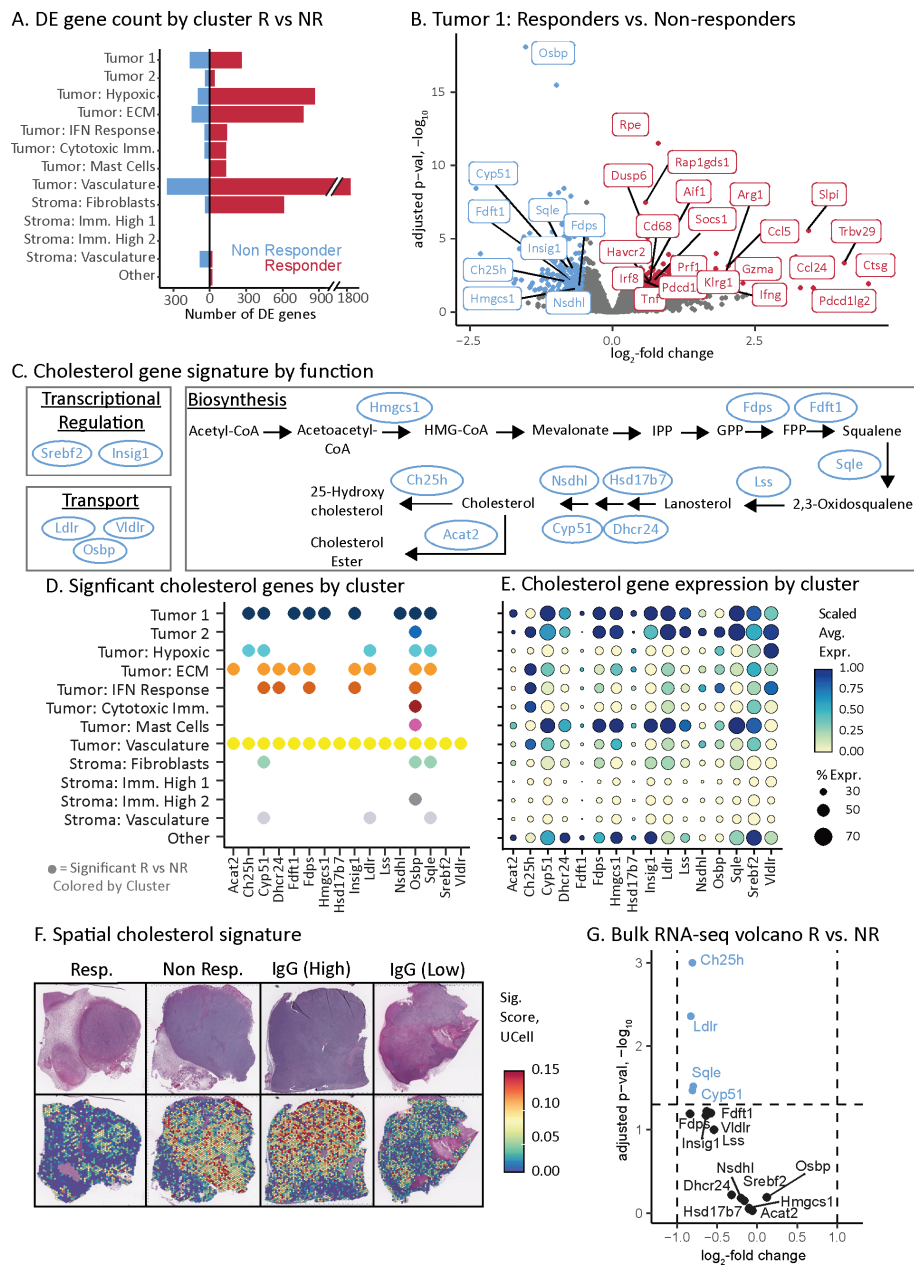 A. DE gene count by cluster R vs NR
Tumor 1
Tumor 2
Tumor: Hypoxic
Tumor: ECM
Tumor: IFN Response
Tumor: Cytotoxic Imm.
Tumor: Mast Cells
Tumor: Vasculature
Stroma: Fibroblasts
Stroma: Imm. High 1
Stroma: Imm. High 2
Stroma: Vasculature
Other
Non Responder
Responder
300 0 300 600 900 1800
Number of DE genes
B. Tumor 1: Responders vs. Non-responders
adjusted p-val, −log10
15
10
5
0
Osbp
Rpe
Cyp51
Dusp6
Rap1gds1
Fdft1
Sqle
Fdps
Aif1
Arg1
Slpi
Cd68
Socs1
Ccl5
Trbv29
Insig1
Havcr2
Ch25h
Irf8
Prf1
Gzma
Ccl24
Ctsg
Hmgcs1
Nsdhl
Tnf
Pdcd1
Klrg1
Ifng
Pdcd1lg2
−2.5 0.0 2.5
log2-fold change
C. Cholesterol gene signature by function
Transcriptional
Regulation
Srebf2 Insig1
Transport
Ldlr Vldlr
Osbp
Biosynthesis
Hmgcs1 Fdps Fdft1
Acetyl-CoA Acetoacetyl-CoA HMG-CoA Mevalonate IPP GPP FPP Squalene
Sqle
Ch25h Nsdhl Hsd17b7 Lss
25-Hydroxy
cholesterol
Cholesterol Lanosterol 2,3-Oxidosqualene
Acat2 Cyp51 Dhcr24
Cholesterol
Ester
D. Signficant cholesterol genes by cluster
Tumor 1
Tumor 2
Tumor: Hypoxic
Tumor: ECM
Tumor: IFN Response
Tumor: Cytotoxic Imm.
Tumor: Mast Cells
Tumor: Vasculature
Stroma: Fibroblasts
Stroma: Imm. High 1
Stroma: Imm. High 2
Stroma: Vasculature
Other
= Significant R vs NR
Colored by Cluster
Acat2 Ch25h Cyp51 Dhcr24 Fdft1 Fdps Hmgcs1 Hsd17b7 Insig1 Ldlr Lss Nsdhl Osbp Sqle Srebf2 Vldlr
E. Cholesterol gene expression by cluster
Acat2 Ch25h Cyp51 Dhcr24 Fdft1 Fdps Hmgcs1 Hsd17b7 Insig1 Ldlr Lss Nsdhl Osbp Sqle Srebf2 Vldlr
Scaled
Avg.
Expr.
1.00
0.75
0.50
0.25
0.00
% Expr.
30
50
70
F. Spatial cholesterol signature
Resp. Non Resp. IgG (High) IgG (Low)
Sig.
Score,
UCell
0.15
0.10
0.05
0.00
G. Bulk RNA-seq volcano R vs. NR
adjusted p-val, −log10
3
2
1
0
Ch25h
Ldlr
Sqle
Cyp51
Fdps
Fdft1
Vldlr
Insig1
Lss
Nsdhl
Osbp
Dhcr24
Srebf2
Hmgcs1
Hsd17b7
Acat2
−1.0 −0.5 0.0 0.5 1.0
log2-fold change